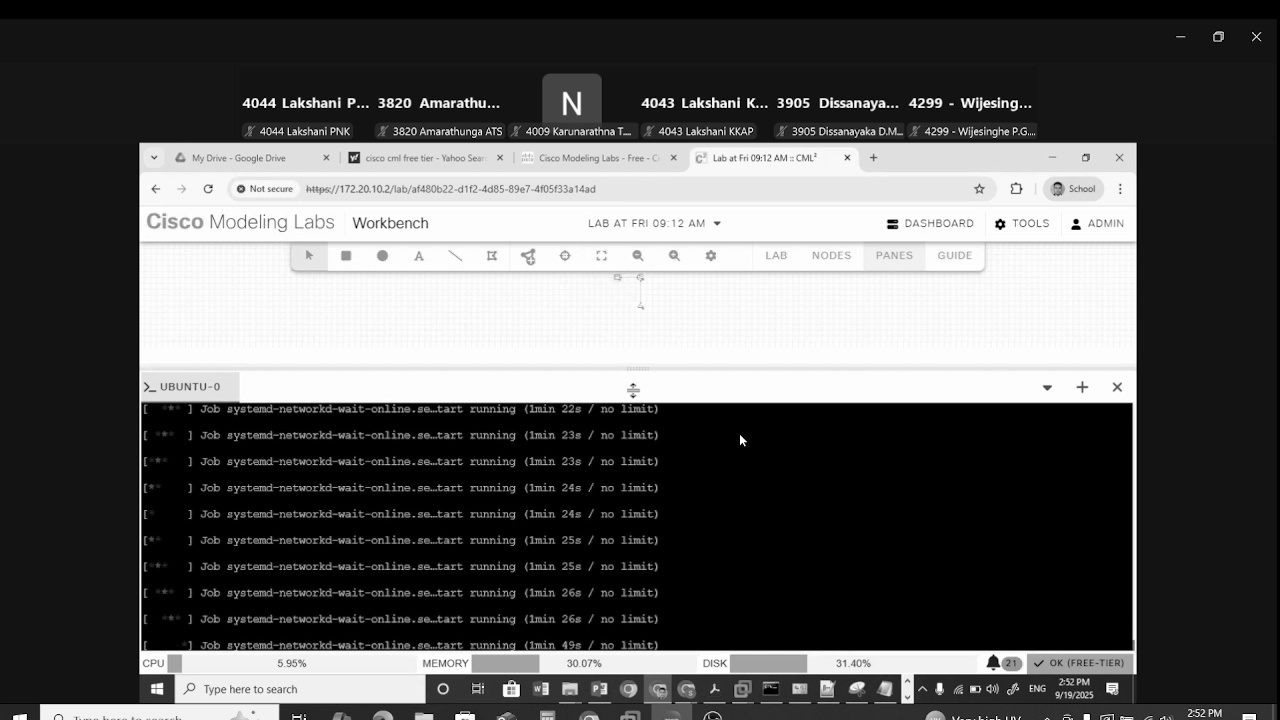 4044 Lakshani P... 3820 Amarathu... N 4043 Lakshani K... 3905 Dissanaya... 4299 - Wijesing...
4044 Lakshani PNK 3820 Amarathunga ATS 4009 Karunarathna T... 4043 Lakshani KKAP 3905 Dissanayaka D.M... 4299 - Wijesinghe P.G....
My Drive - Google Drive cisco cml free tier - Yahoo Sear Cisco Modeling Labs - Free - Ci Lab at Fri 09:12 AM :: CML²
Not secure https://172.20.10.2/lab/af480b22-d1f2-4d85-89e7-4f05f33a14ad School
Cisco Modeling Labs Workbench LAB AT FRI 09:12 AM DASHBOARD TOOLS ADMIN
A LAB NODES PANES GUIDE
>_ UBUNTU-0
[ *** ] Job systemd-networkd-wait-online.se…tart running (1min 22s / no limit)
[ *** ] Job systemd-networkd-wait-online.se…tart running (1min 23s / no limit)
[*** ] Job systemd-networkd-wait-online.se…tart running (1min 23s / no limit)
[** ] Job systemd-networkd-wait-online.se…tart running (1min 24s / no limit)
[* ] Job systemd-networkd-wait-online.se…tart running (1min 24s / no limit)
[** ] Job systemd-networkd-wait-online.se…tart running (1min 25s / no limit)
[*** ] Job systemd-networkd-wait-online.se…tart running (1min 25s / no limit)
[ *** ] Job systemd-networkd-wait-online.se…tart running (1min 26s / no limit)
[ *** ] Job systemd-networkd-wait-online.se…tart running (1min 26s / no limit)
[ *] Job systemd-networkd-wait-online.se…tart running (1min 49s / no limit)
CPU 5.95% MEMORY 30.07% DISK 31.40% 21 OK (FREE-TIER)
Type here to search ENG 2:52 PM
9/19/2025
Type here to search 2:52 PM